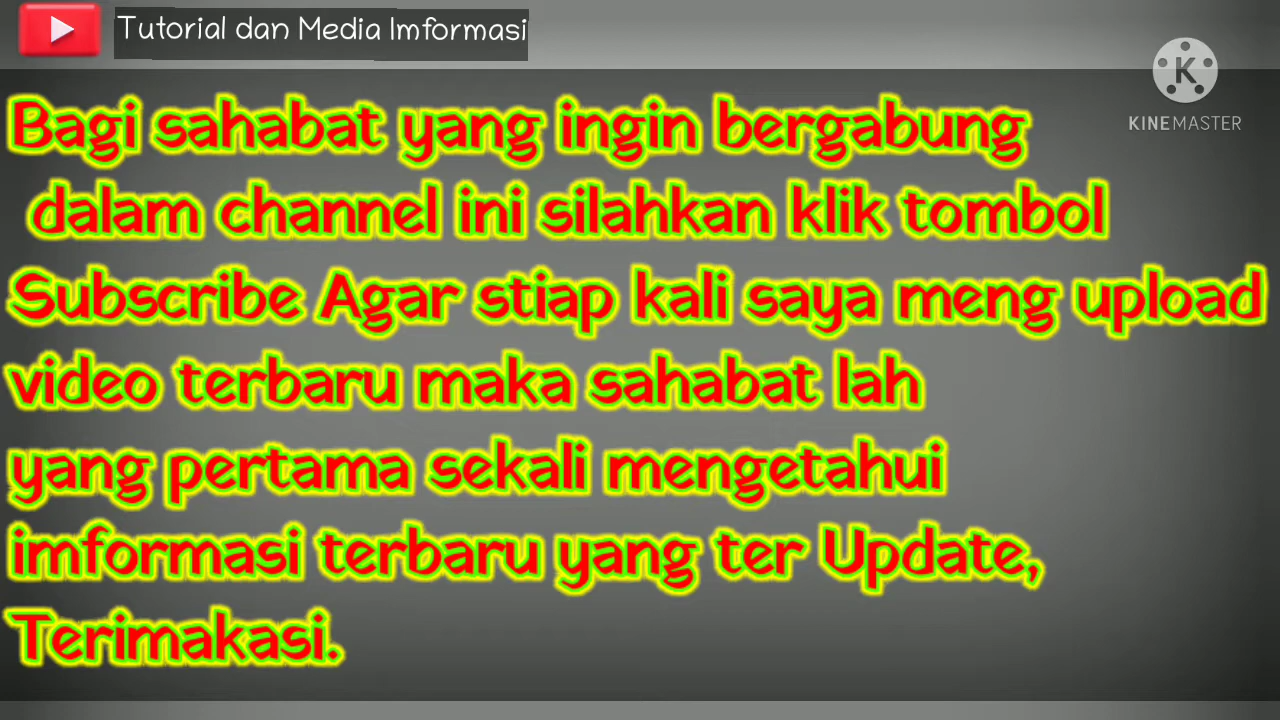 Tutorial dan Media Imformasi
K
KINEMASTER
Bagi sahabat yang ingin bergabung
dalam channel ini silahkan klik tombol
Subscribe Agar stiap kali saya meng upload
video terbaru maka sahabat lah
yang pertama sekali mengetahui
imformasi terbaru yang ter Update,
Terimakasi.